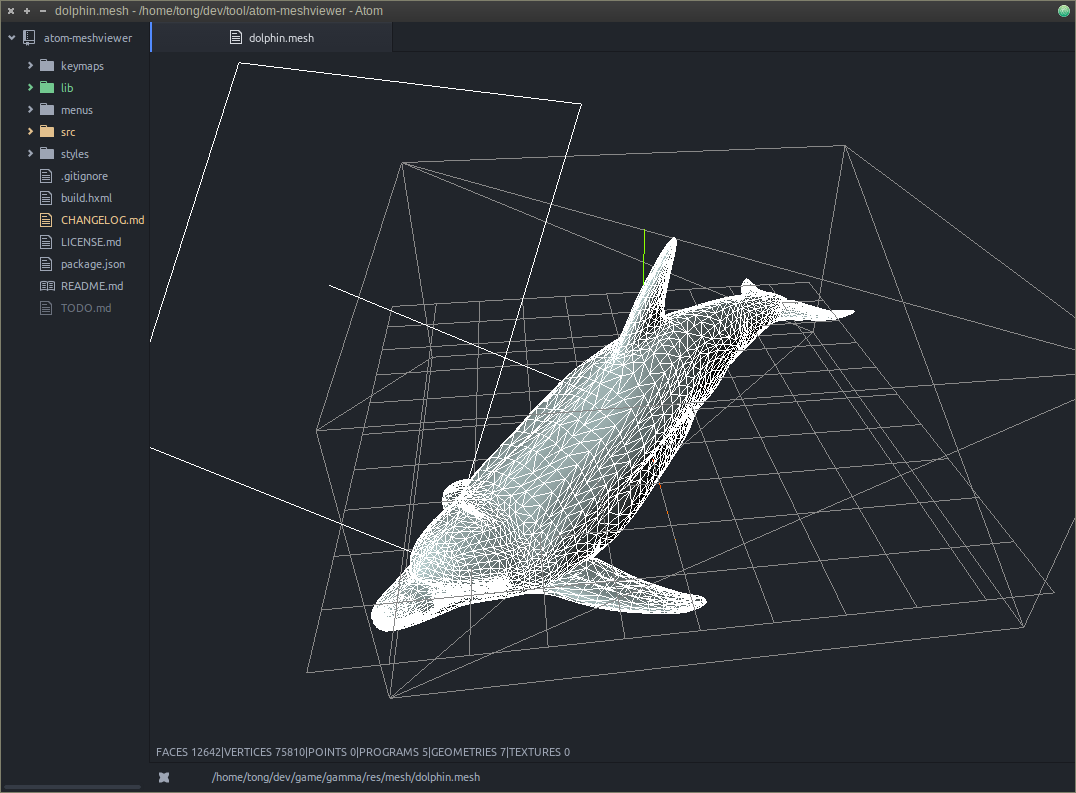 dolphin.mesh - /home/tong/dev/tool/atom-meshviewer - Atom
atom-meshviewer
dolphin.mesh
keymaps
lib
menus
src
styles
.gitignore
build.hxml
CHANGELOG.md
LICENSE.md
package.json
README.md
TODO.md
FACES 12642|VERTICES 75810|POINTS 0|PROGRAMS 5|GEOMETRIES 7|TEXTURES 0
/home/tong/dev/game/gamma/res/mesh/dolphin.mesh